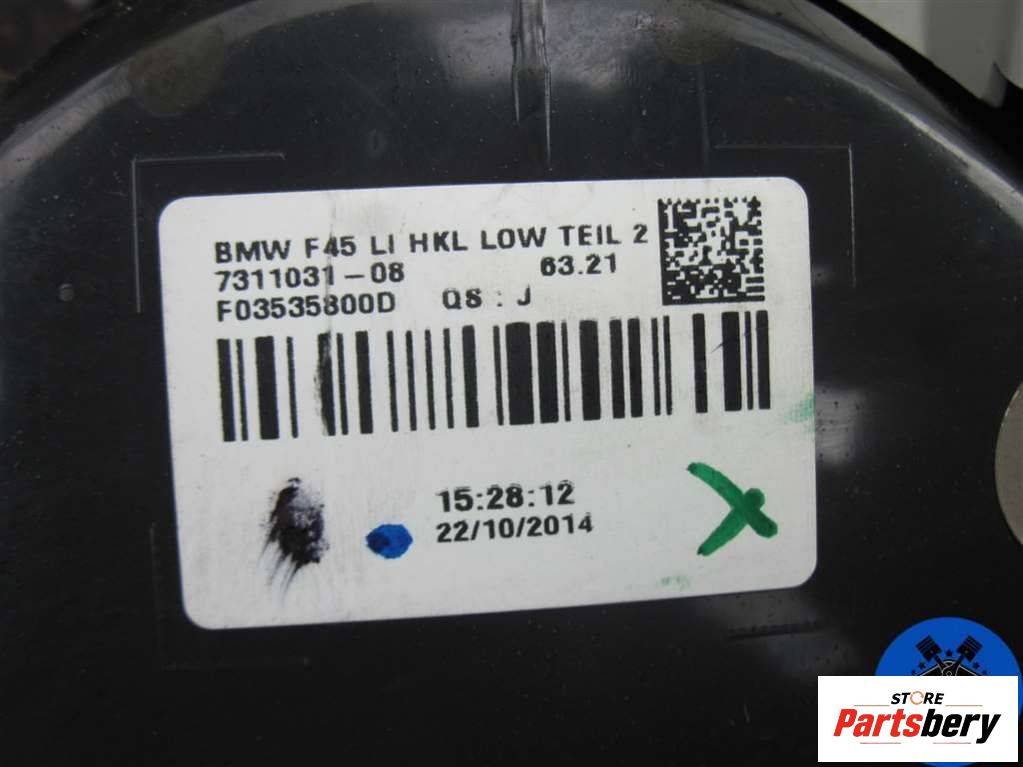 BMW F45 LI HKL LOW TEIL 2
7311031-08 63.21
F03535800D QS : J
15:28:12
22/10/2014
STORE
Partsbery